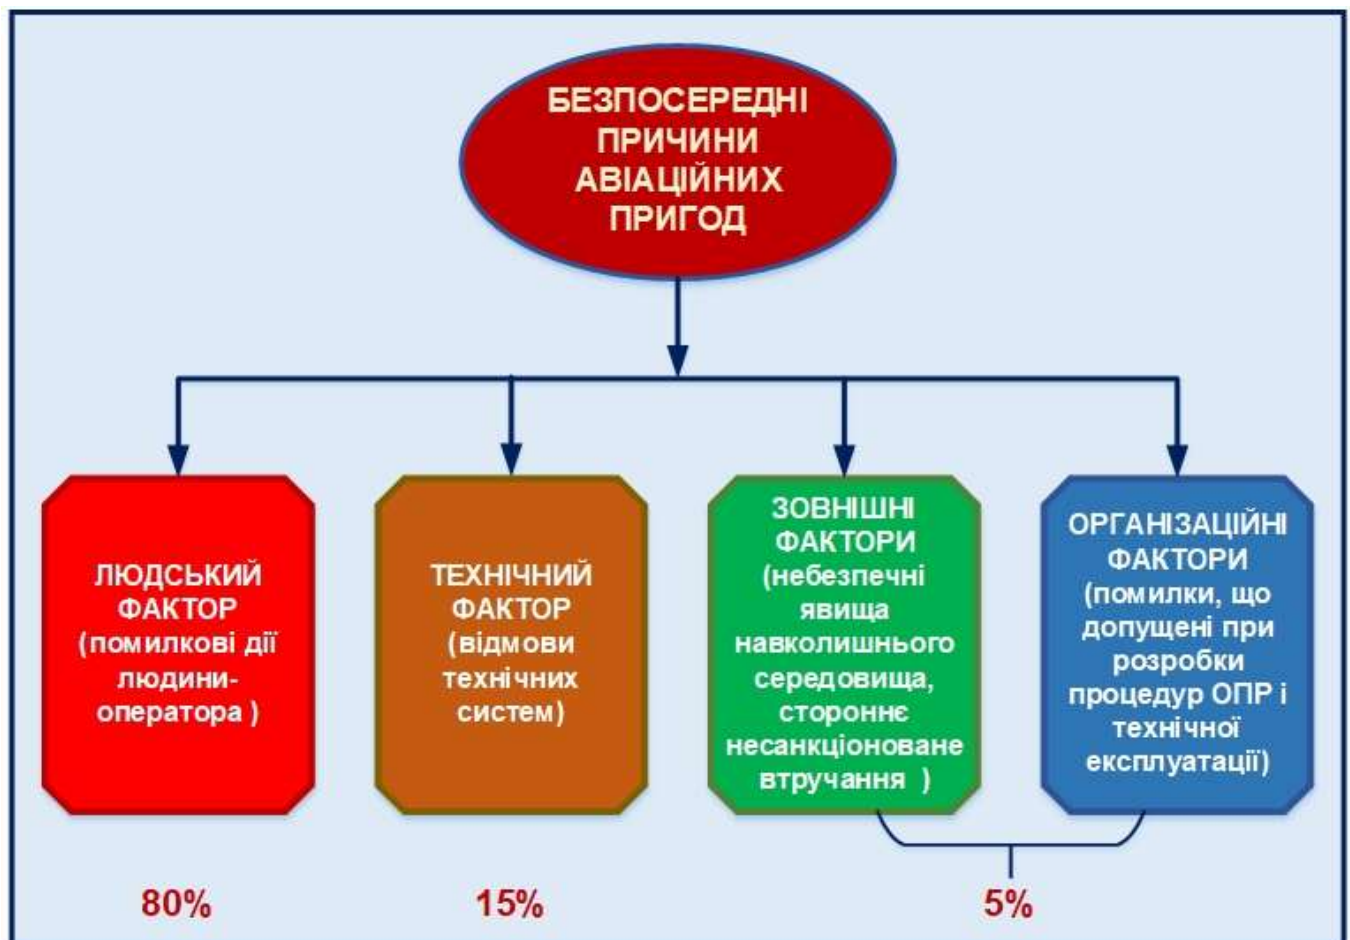 БЕЗПОСЕРЕДНІ
ПРИЧИНИ
АВІАЦІЙНИХ
ПРИГОД
ЛЮДСЬКИЙ
ФАКТОР
(помилкові дії
людини-
оператора )
ТЕХНІЧНИЙ
ФАКТОР
(відмови
технічних
систем)
ЗОВНІШНІ
ФАКТОРИ
(небезпечні
явища
навколишнього
середовища,
стороннє
несанкціоноване
втручання )
ОРГАНІЗАЦІЙНІ
ФАКТОРИ
(помилки, що
допущені при
розробки
процедур ОПР і
технічної
експлуатації)
80%
15%
5%